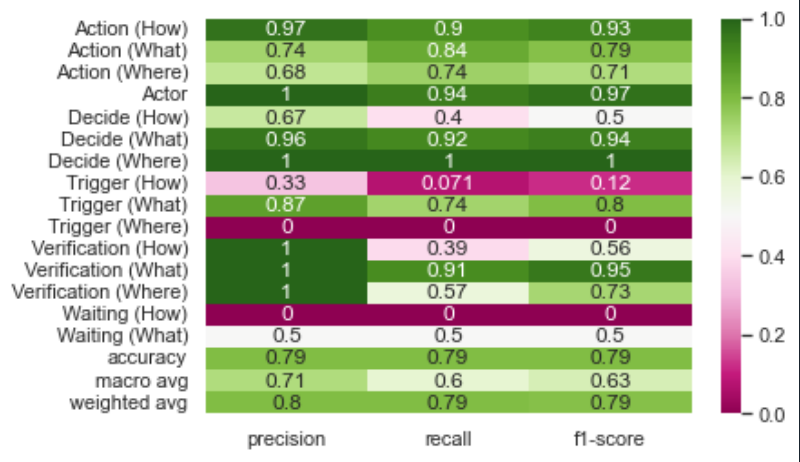 Action (How) 0.97 0.9 0.93
Action (What) 0.74 0.84 0.79
Action (Where) 0.68 0.74 0.71
Actor 1 0.94 0.97
Decide (How) 0.67 0.4 0.5
Decide (What) 0.96 0.92 0.94
Decide (Where) 1 1 1
Trigger (How) 0.33 0.071 0.12
Trigger (What) 0.87 0.74 0.8
Trigger (Where) 0 0 0
Verification (How) 1 0.39 0.56
Verification (What) 1 0.91 0.95
Verification (Where) 1 0.57 0.73
Waiting (How) 0 0 0
Waiting (What) 0.5 0.5 0.5
accuracy 0.79 0.79 0.79
macro avg 0.71 0.6 0.63
weighted avg 0.8 0.79 0.79
precision recall f1-score
1.0
0.8
0.6
0.4
0.2
0.0